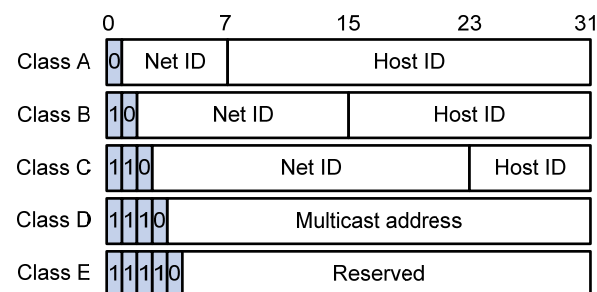 0 7 15 23 31
Class A 0 Net ID Host ID
Class B 1 0 Net ID Host ID
Class C 1 1 0 Net ID Host ID
Class D 1 1 1 0 Multicast address
Class E 1 1 1 1 0 Reserved